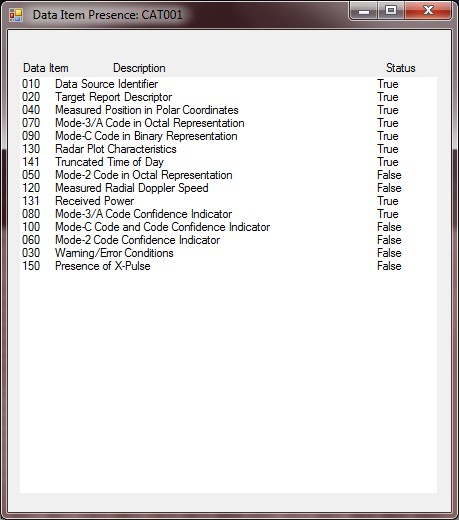 Data Item Presence: CAT001
Data Item Description Status
010 Data Source Identifier True
020 Target Report Descriptor True
040 Measured Position in Polar Coordinates True
070 Mode-3/A Code in Octal Representation True
090 Mode-C Code in Binary Representation True
130 Radar Plot Characteristics True
141 Truncated Time of Day True
050 Mode-2 Code in Octal Representation False
120 Measured Radial Doppler Speed False
131 Received Power True
080 Mode-3/A Code Confidence Indicator True
100 Mode-C Code and Code Confidence Indicator False
060 Mode-2 Code Confidence Indicator False
030 Warning/Error Conditions False
150 Presence of X-Pulse False